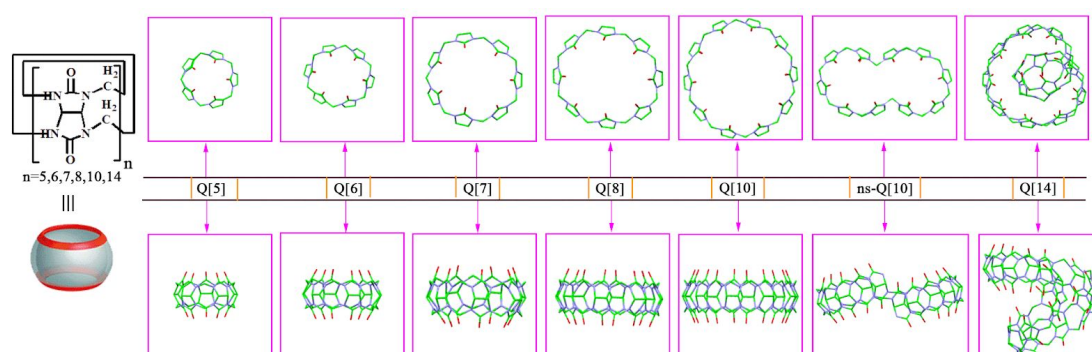 O
H2
C
HN
N
H2
C
HN
N
O
n
n=5,6,7,8,10,14
Q[5]
Q[6]
Q[7]
Q[8]
Q[10]
ns-Q[10]
Q[14]